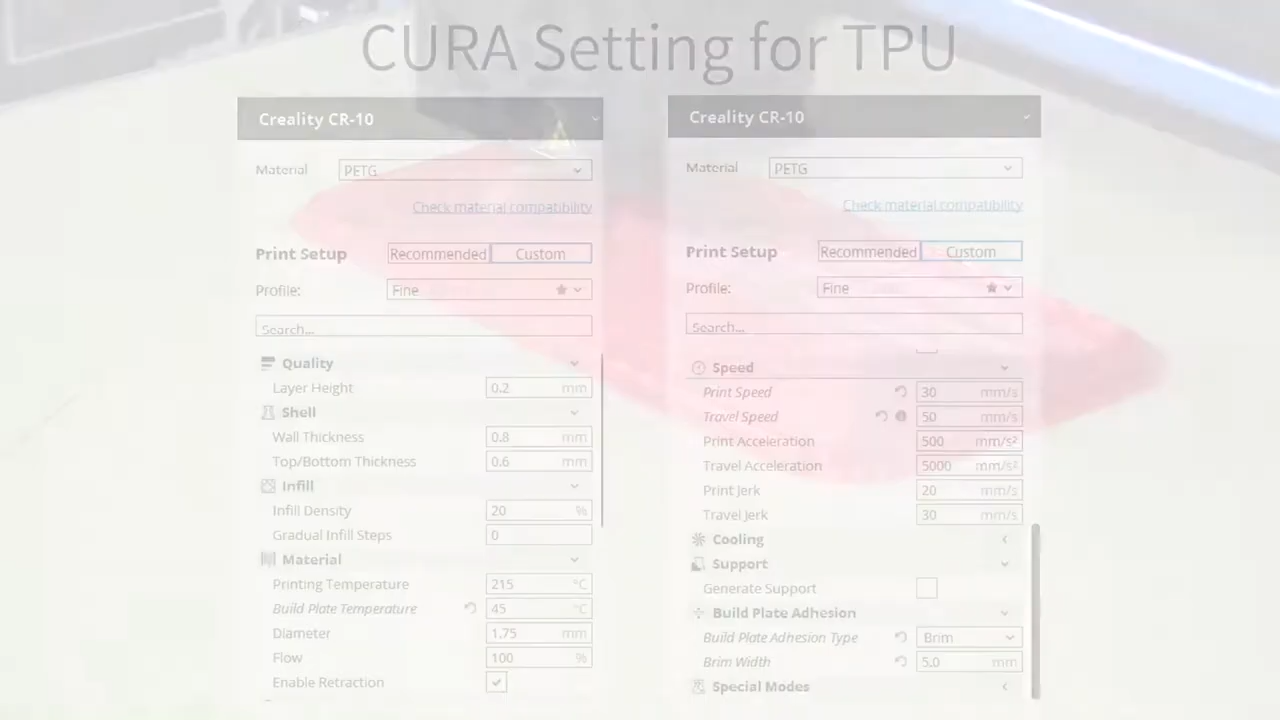 CURA Setting for TPU
Creality CR-10
Material PETG
Check material compatibility
Print Setup Recommended Custom
Profile: Fine
Search...
Quality
Layer Height 0.2 mm
Shell
Wall Thickness 0.8 mm
Top/Bottom Thickness 0.6 mm
Infill
Infill Density 20 %
Gradual Infill Steps 0
Material
Printing Temperature 215 °C
Build Plate Temperature 45 °C
Diameter 1.75 mm
Flow 100 %
Enable Retraction
Creality CR-10
Material PETG
Check material compatibility
Print Setup Recommended Custom
Profile: Fine
Search...
Speed
Print Speed 30 mm/s
Travel Speed 50 mm/s
Print Acceleration 500 mm/s²
Travel Acceleration 5000 mm/s²
Print Jerk 20 mm/s
Travel Jerk 30 mm/s
Cooling
Support
Generate Support
Build Plate Adhesion
Build Plate Adhesion Type Brim
Brim Width 5.0 mm
Special Modes